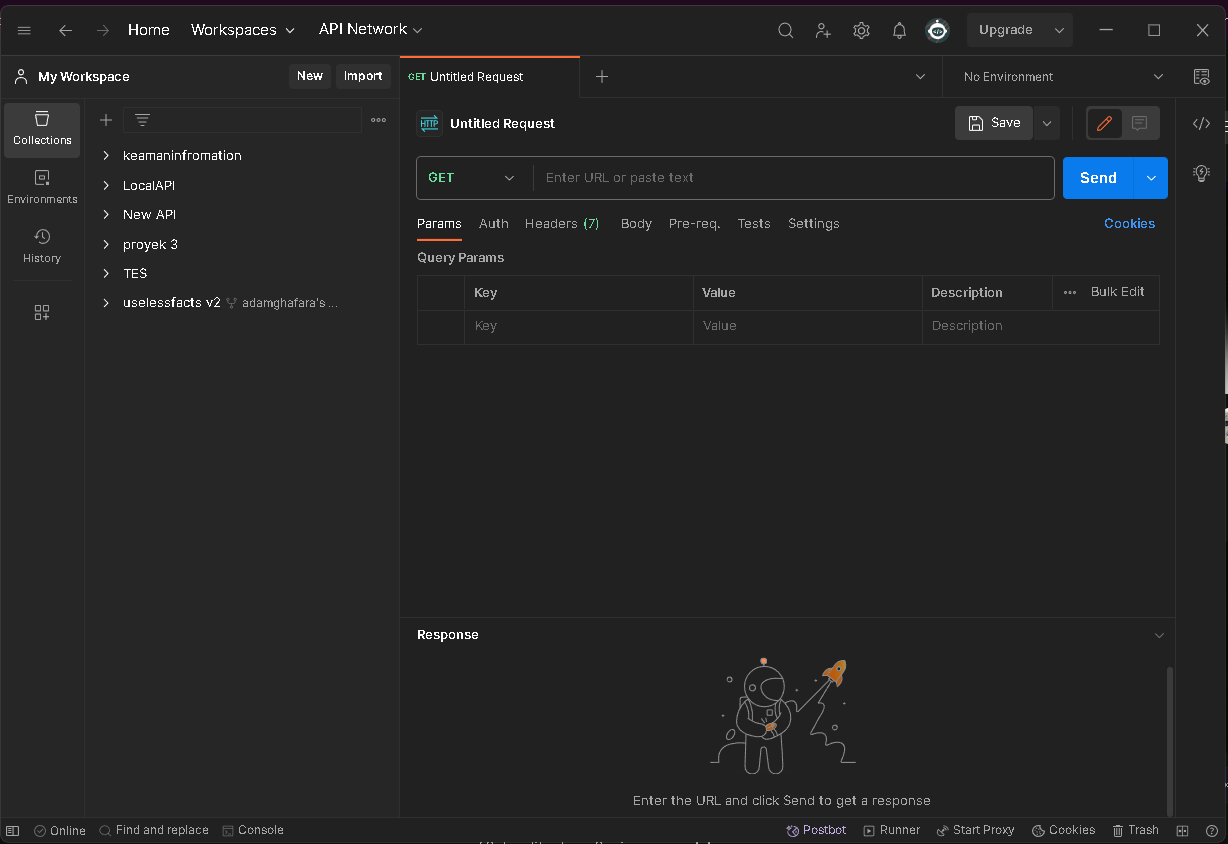 Home Workspaces API Network Upgrade
My Workspace New Import GET Untitled Request No Environment
HTTP Untitled Request Save
Collections
Environments
History
keamaninfromation
LocalAPI
New API
proyek 3
TES
uselessfacts v2 adamghafara's ...
GET Enter URL or paste text Send
Params Auth Headers (7) Body Pre-req. Tests Settings Cookies
Query Params
Key Value Description Bulk Edit
Key Value Description
Response
Enter the URL and click Send to get a response
Online Find and replace Console Postbot Runner Start Proxy Cookies Trash